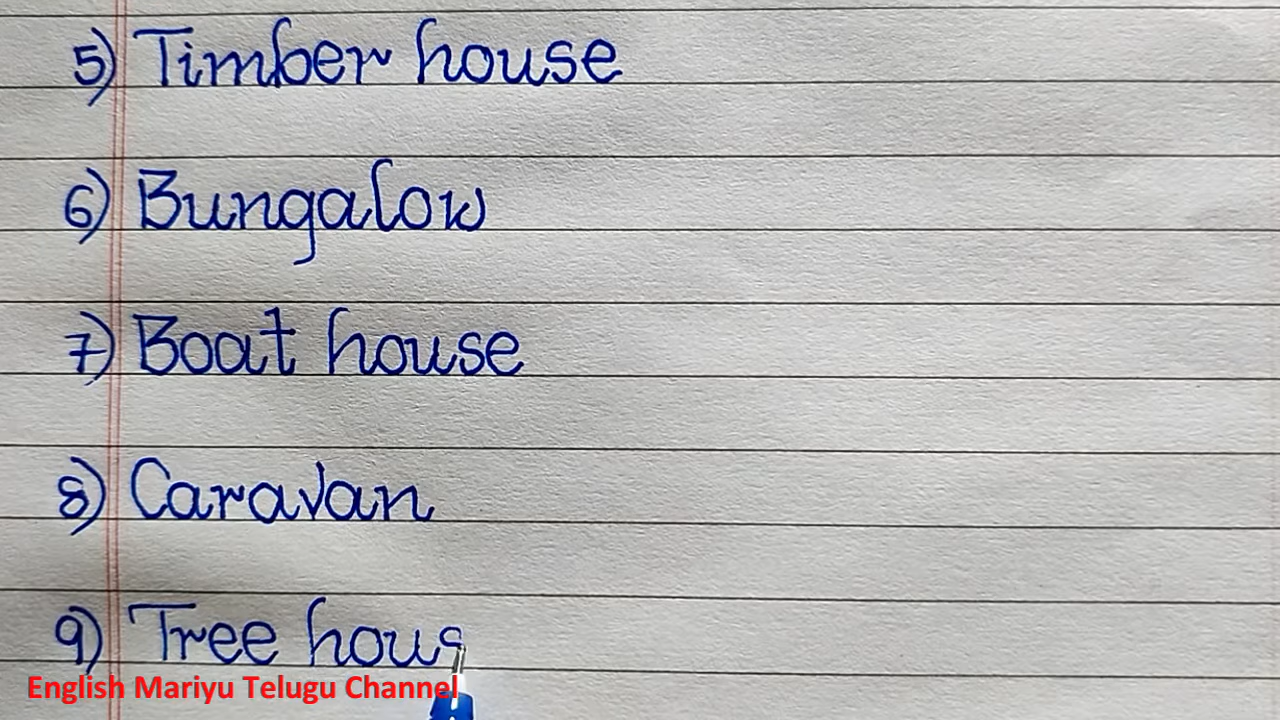 5) Timber house
6) Bungalow
7) Boat house
8) Caravan
9) Tree hous
English Mariyu Telugu Channel